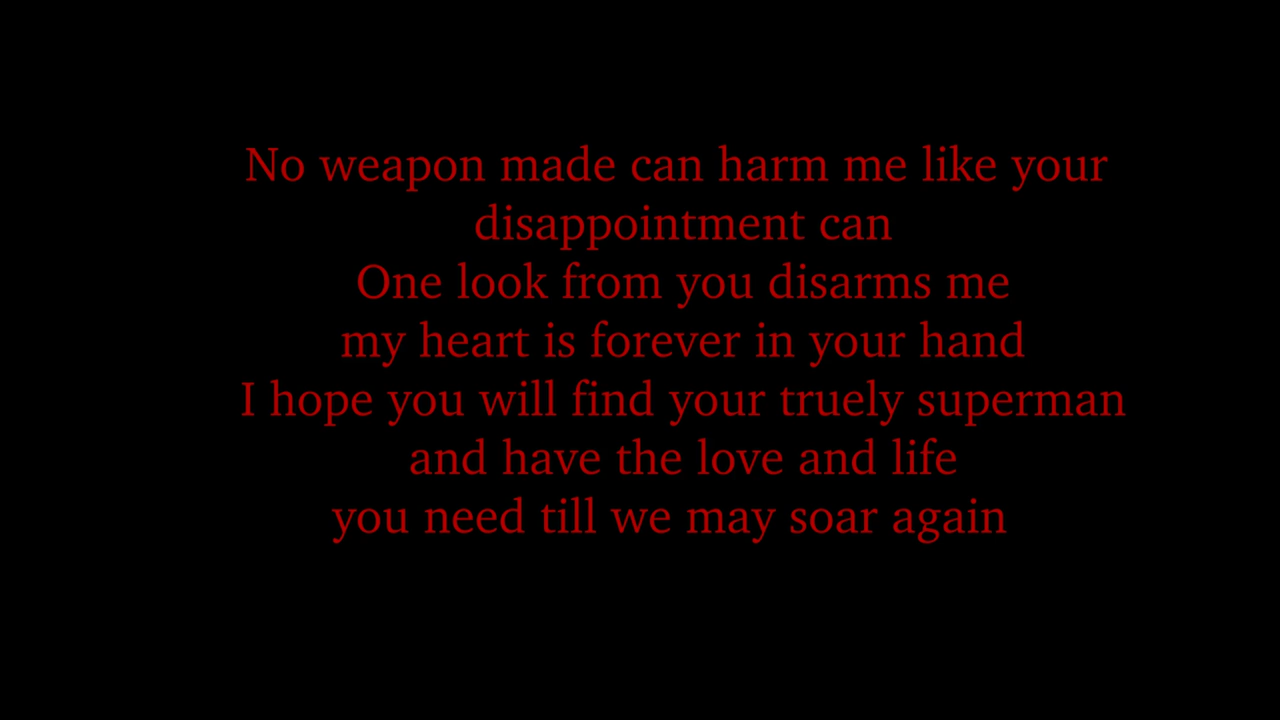 No weapon made can harm me like your
disappointment can
One look from you disarms me
my heart is forever in your hand
I hope you will find your truely superman
and have the love and life
you need till we may soar again